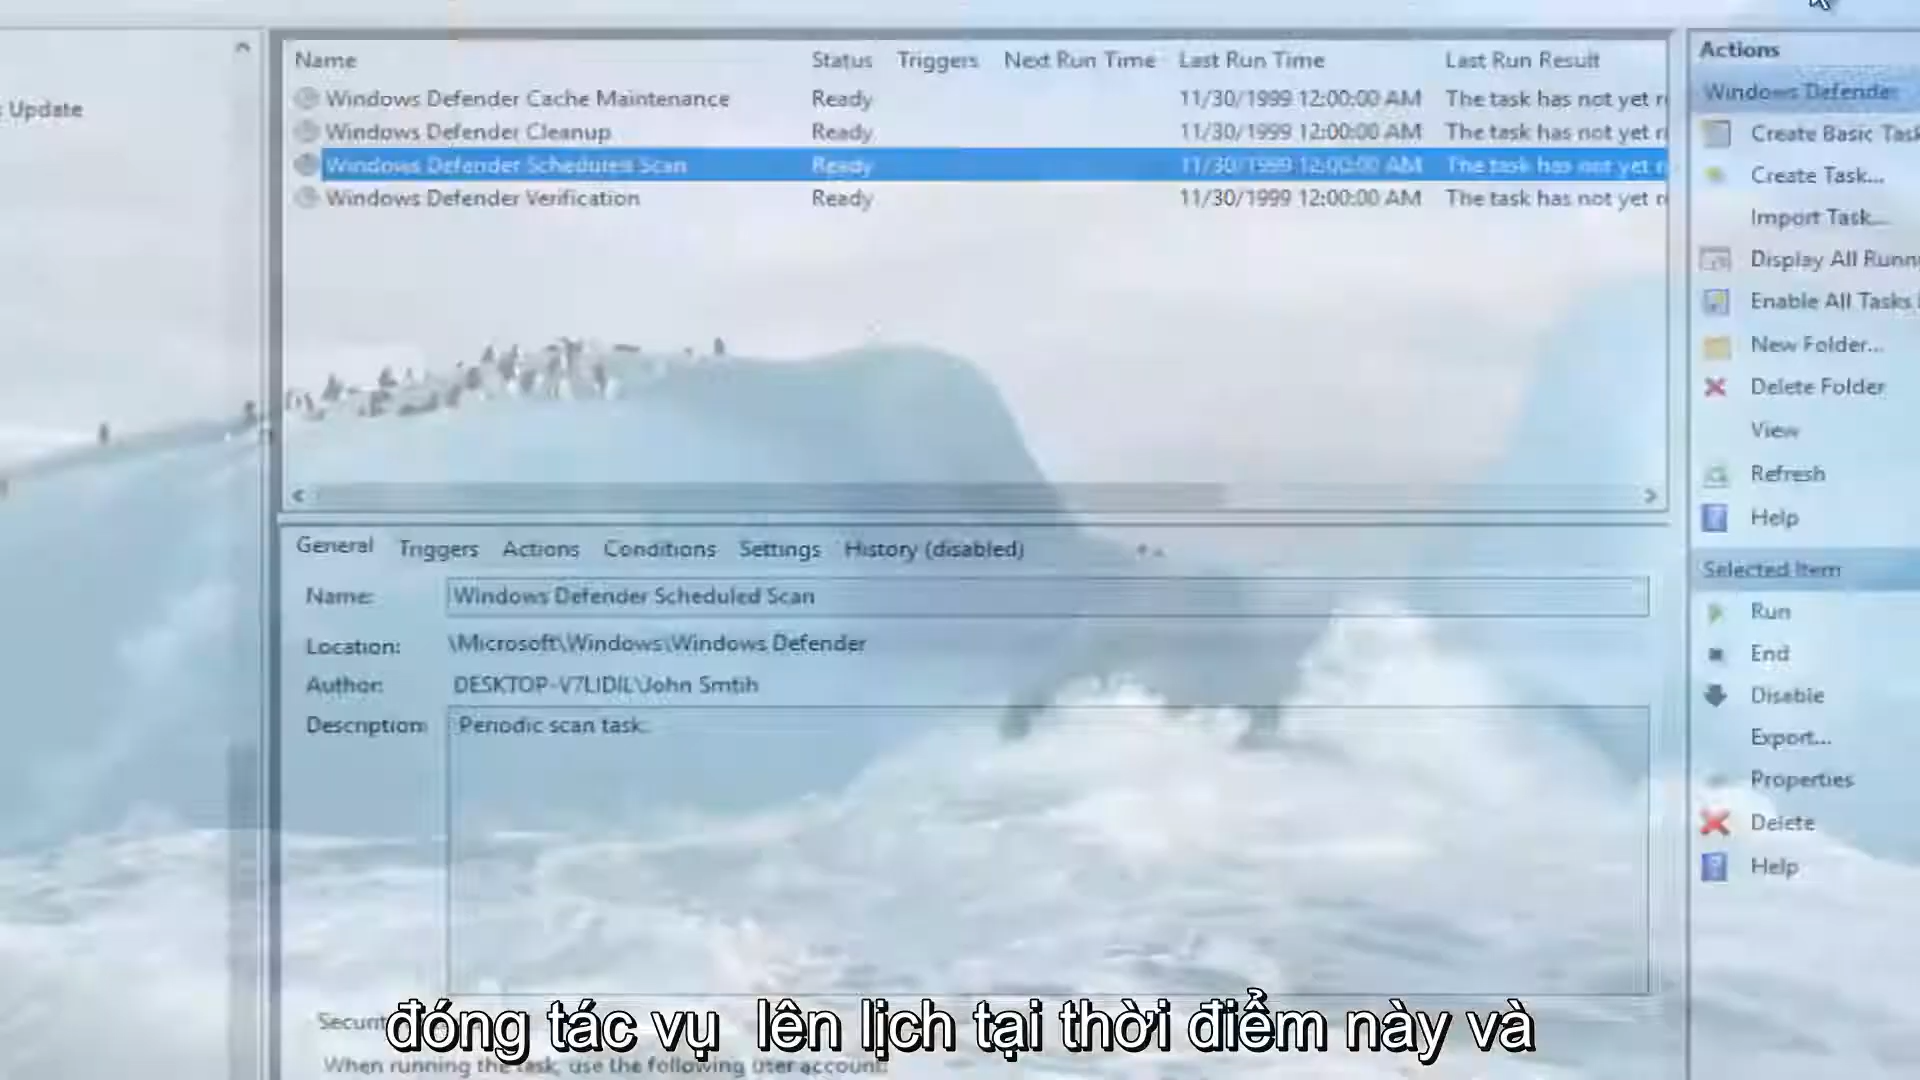 Update
Name Status Triggers Next Run Time Last Run Time Last Run Result
Windows Defender Cache Maintenance Ready 11/30/1999 12:00:00 AM The task has not yet r
Windows Defender Cleanup Ready 11/30/1999 12:00:00 AM The task has not yet r
Windows Defender Scheduled Scan Ready 11/30/1999 12:00:00 AM The task has not yet r
Windows Defender Verification Ready 11/30/1999 12:00:00 AM The task has not yet r
General Triggers Actions Conditions Settings History (disabled)
Name: Windows Defender Scheduled Scan
Location: \Microsoft\Windows\Windows Defender
Author: DESKTOP-V7LIDIL\John Smtih
Description: Periodic scan task.
Securit
When running the task, use the following user account:
Actions
Windows Defender
Create Basic Task
Create Task...
Import Task...
Display All Runn
Enable All Tasks
New Folder...
Delete Folder
View
Refresh
Help
Selected Item
Run
End
Disable
Export...
Properties
Delete
Help
đóng tác vụ lên lịch tại thời điểm này và